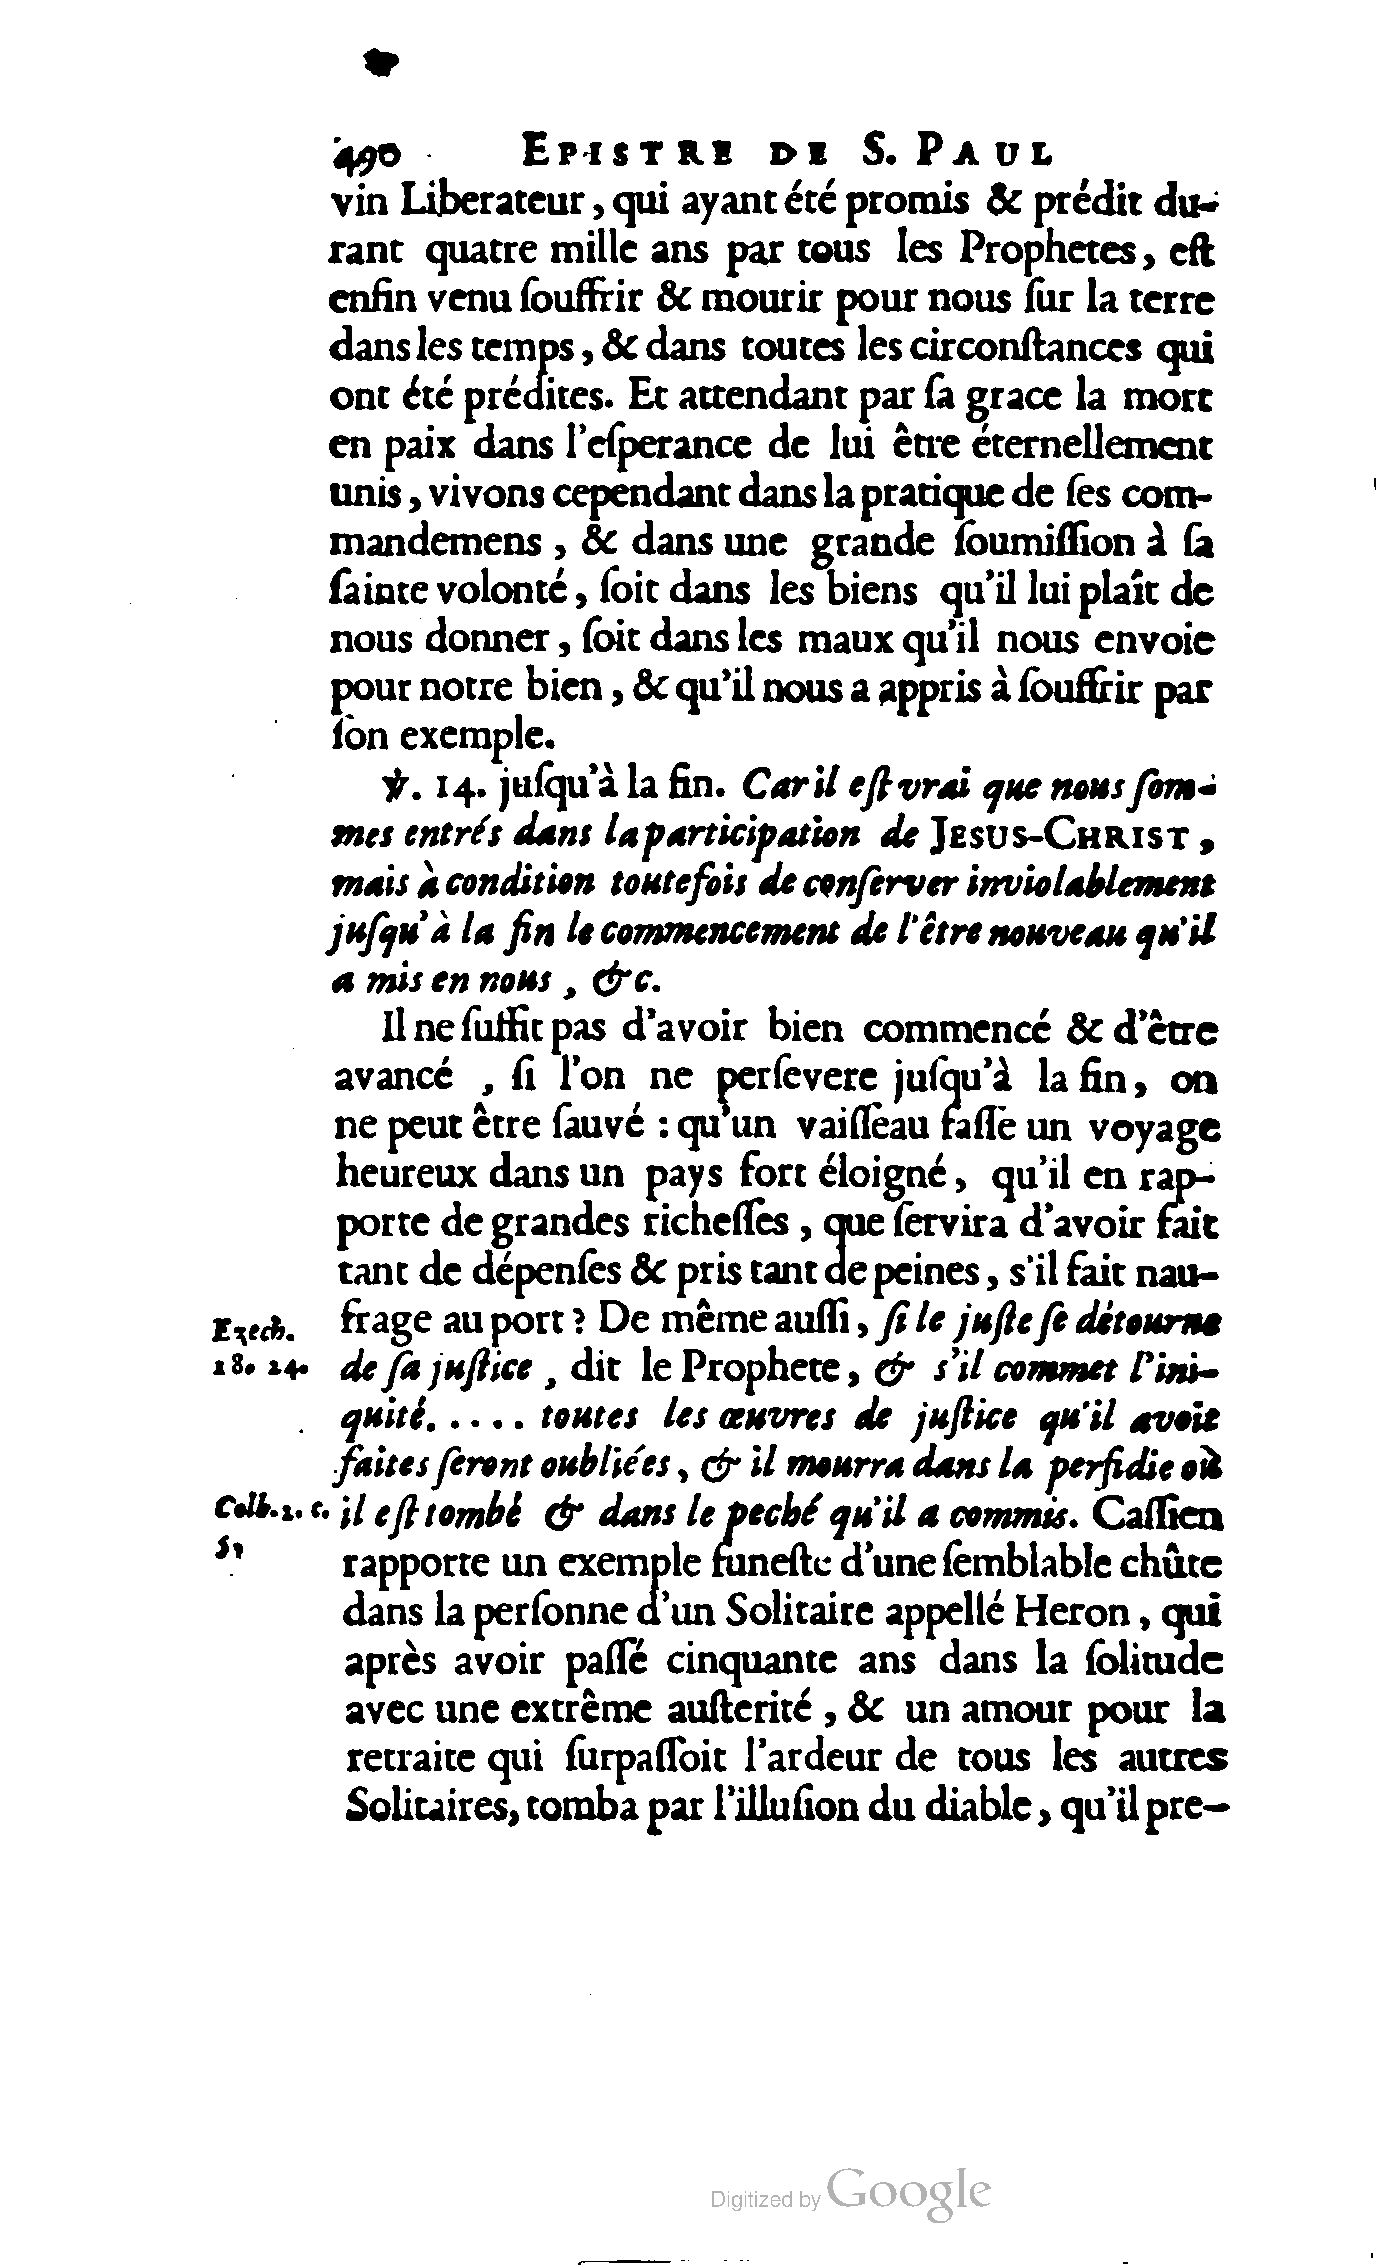 490 EPISTRE DE S. PAUL
vin Liberateur, qui ayant été promis & prédit du-
rant quatre mille ans par tous les Prophetes, eſt
enfin venu ſouffrir & mourir pour nous ſur la terre
dans les temps, & dans toutes les circonſtances qui
ont été prédites. Et attendant par ſa grace la mort
en paix dans l'eſperance de lui être éternellement
unis, vivons cependant dans la pratique de ſes com-
mandemens, & dans une grande ſoumiſſion à ſa
ſainte volonté, ſoit dans les biens qu'il lui plaît de
nous donner, ſoit dans les maux qu'il nous envoie
pour notre bien, & qu'il nous a appris à ſouffrir par
ſon exemple.
℣. 14. juſqu'à la fin. Car il eſt vrai que nous ſom-
mes entrés dans la participation de JESUS-CHRIST,
mais à condition toutefois de conſerver inviolablement
juſqu'à la fin le commencement de l'être nouveau qu'il
a mis en nous, &c.
Il ne ſuffit pas d'avoir bien commencé & d'être
avancé, ſi l'on ne perſevere juſqu'à la fin, on
ne peut être ſauvé : qu'un vaiſſeau faſſe un voyage
heureux dans un pays fort éloigné, qu'il en rap-
porte de grandes richeſſes, que ſervira d'avoir fait
tant de dépenſes & pris tant de peines, s'il fait nau-
frage au port ? De même auſſi, ſi le juſte ſe détourne
Ezech.
18. 24.
de ſa juſtice, dit le Prophete, & s'il commet l'ini-
quité. .... toutes les œuvres de juſtice qu'il avoit
faites ſeront oubliées, & il mourra dans la perfidie où
Colb. 2. c.
5,
il eſt tombé & dans le peché qu'il a commis. Caſſien
rapporte un exemple funeſte d'une ſemblable chûte
dans la perſonne d'un Solitaire appellé Heron, qui
après avoir paſſé cinquante ans dans la ſolitude
avec une extrême auſterité, & un amour pour la
retraite qui ſurpaſſoit l'ardeur de tous les autres
Solitaires, tomba par l'illuſion du diable, qu'il pre-
Digitized by Google